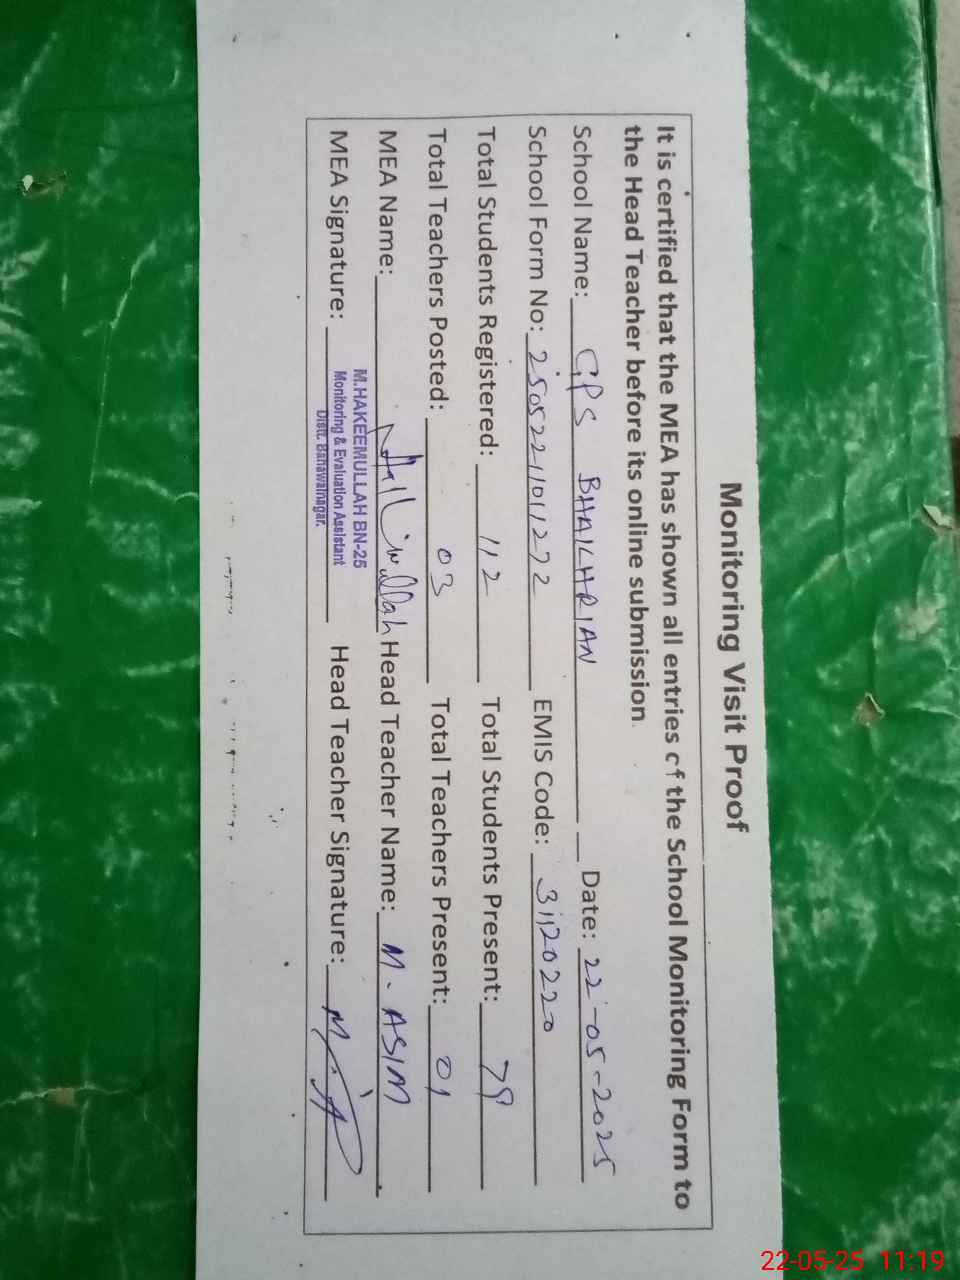 Monitoring Visit Proof
It is certified that the MEA has shown all entries of the School Monitoring Form to
the Head Teacher before its online submission.
School Name: GPS BHAKHRIAN Date: 22-05-2025
School Form No: 25052211011272 EMIS Code: 31120220
Total Students Registered: 112 Total Students Present: 79
Total Teachers Posted: 03 Total Teachers Present: 01
MEA Name: Head Teacher Name: M. ASIM
MEA Signature: Head Teacher Signature:
M.HAKEEMULLAH BN-25
Monitoring & Evaluation Assistant
Distt. Bahawalnagar.
22-05-25 11:19